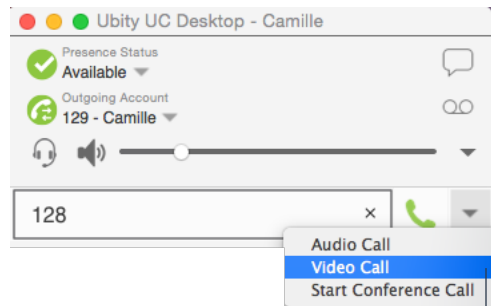 Ubity UC Desktop - Camille
Presence Status
Available
Outgoing Account
129 - Camille
128
Audio Call
Video Call
Start Conference Call